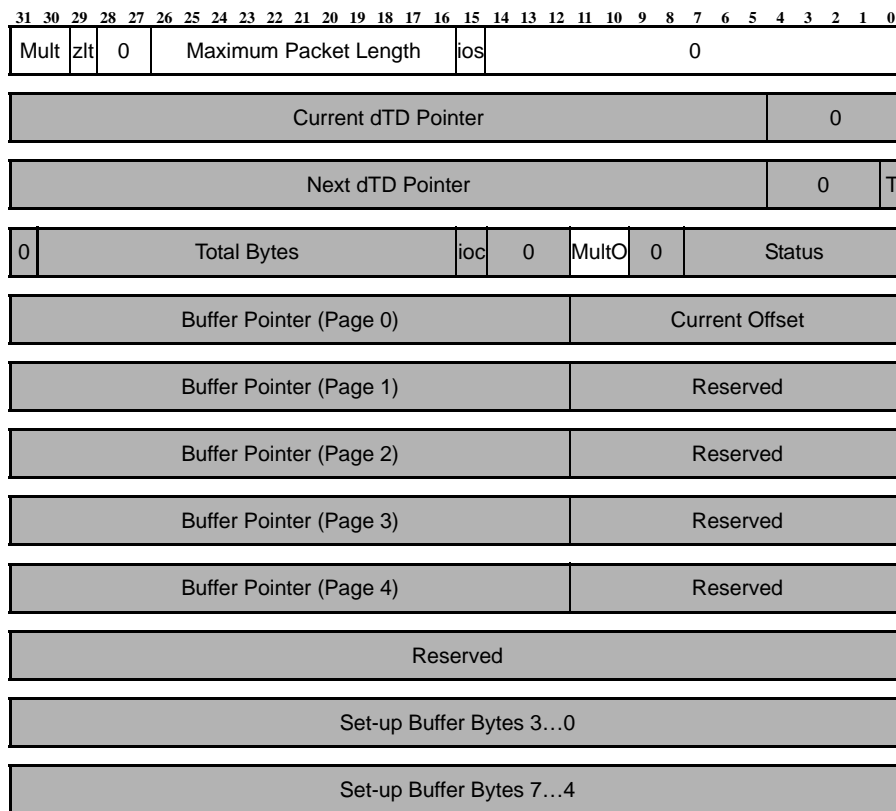 31 30 29 28 27 26 25 24 23 22 21 20 19 18 17 16 15 14 13 12 11 10 9 8 7 6 5 4 3 2 1 0
Mult zlt 0 Maximum Packet Length ios 0
Current dTD Pointer 0
Next dTD Pointer 0 T
0 Total Bytes ioc 0 MultO 0 Status
Buffer Pointer (Page 0) Current Offset
Buffer Pointer (Page 1) Reserved
Buffer Pointer (Page 2) Reserved
Buffer Pointer (Page 3) Reserved
Buffer Pointer (Page 4) Reserved
Reserved
Set-up Buffer Bytes 3…0
Set-up Buffer Bytes 7…4